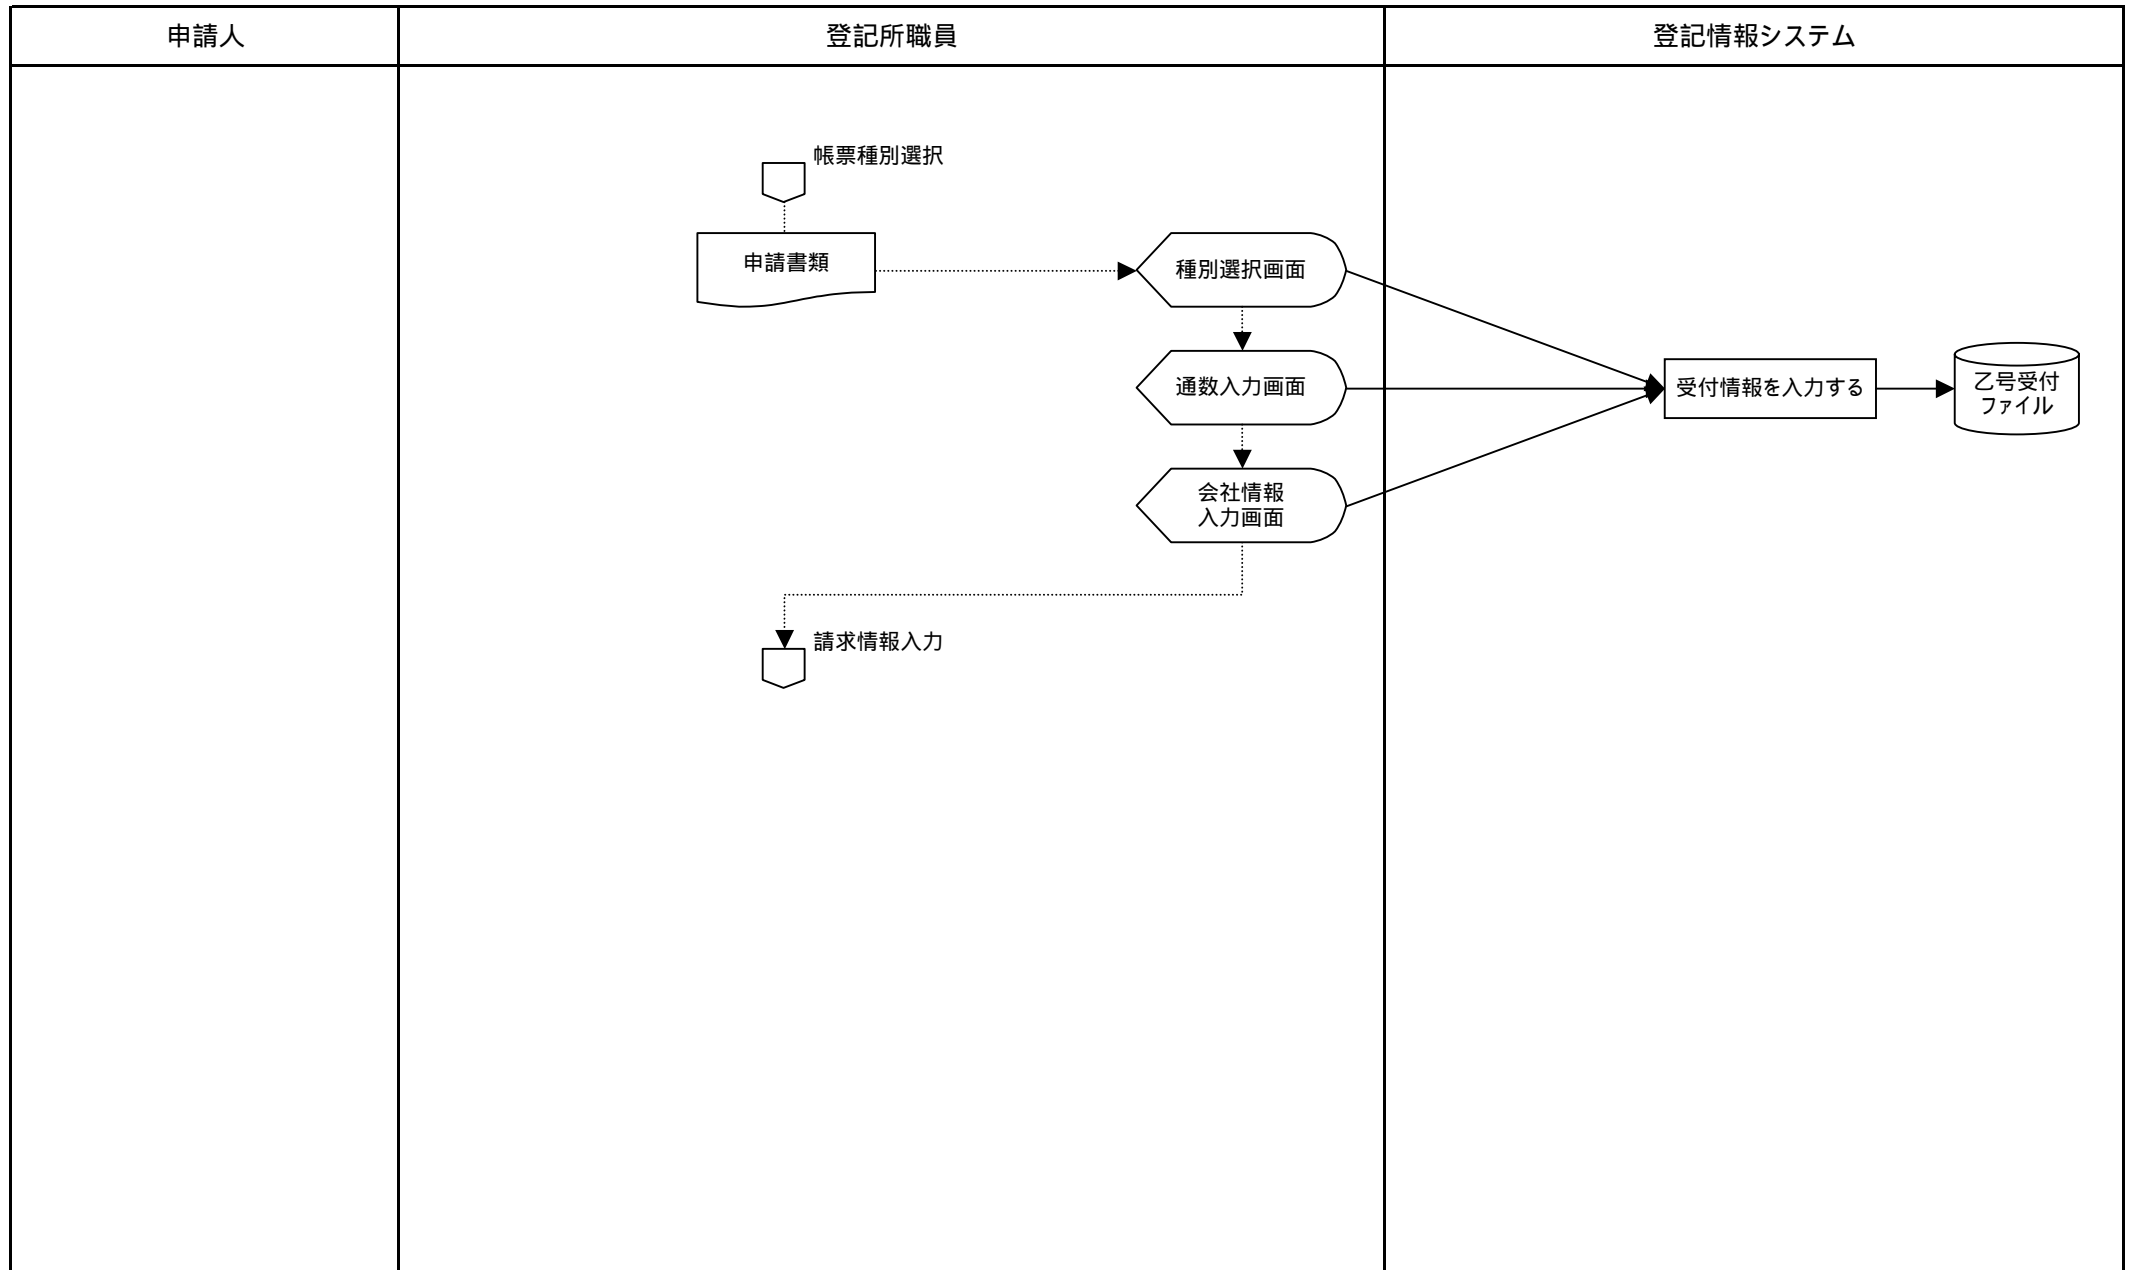 申請人
登記所職員
登記情報システム
帳票種別選択
申請書類
種別選択画面
通数入力画面
受付情報を入力する
乙号受付
ファイル
会社情報
入力画面
請求情報入力